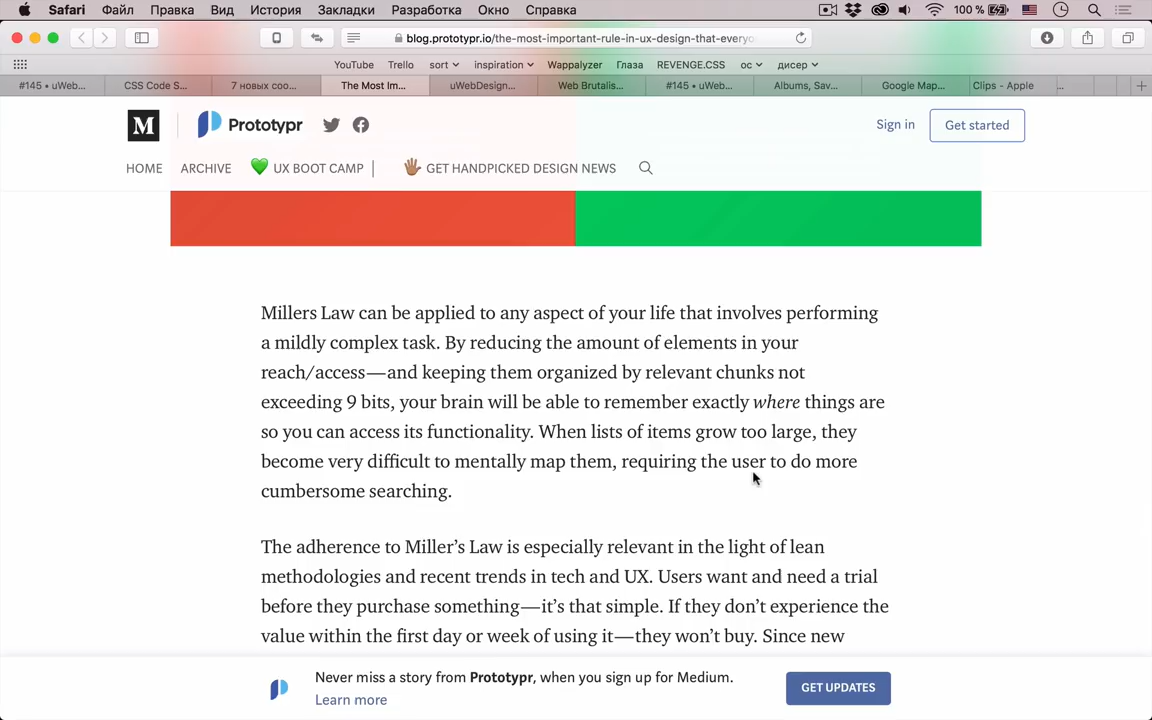 Safari Файл Правка Вид История Закладки Разработка Окно Справка 100 %
blog.prototypr.io/the-most-important-rule-in-ux-design-that-everyo
YouTube Trello sort inspiration Wappalyzer Глаза REVENGE.CSS ос дисер
#145 • uWeb... CSS Code S... 7 новых соо... The Most Im... uWebDesign... Web Brutalis... #145 • uWeb... Albums, Sav... Google Map... Clips - Apple ...
M Prototypr Sign in Get started
HOME ARCHIVE UX BOOT CAMP | GET HANDPICKED DESIGN NEWS
Millers Law can be applied to any aspect of your life that involves performing
a mildly complex task. By reducing the amount of elements in your
reach/access—and keeping them organized by relevant chunks not
exceeding 9 bits, your brain will be able to remember exactly where things are
so you can access its functionality. When lists of items grow too large, they
become very difficult to mentally map them, requiring the user to do more
cumbersome searching.
The adherence to Miller’s Law is especially relevant in the light of lean
methodologies and recent trends in tech and UX. Users want and need a trial
before they purchase something—it’s that simple. If they don’t experience the
value within the first day or week of using it—they won’t buy. Since new
Never miss a story from Prototypr, when you sign up for Medium.
Learn more
GET UPDATES